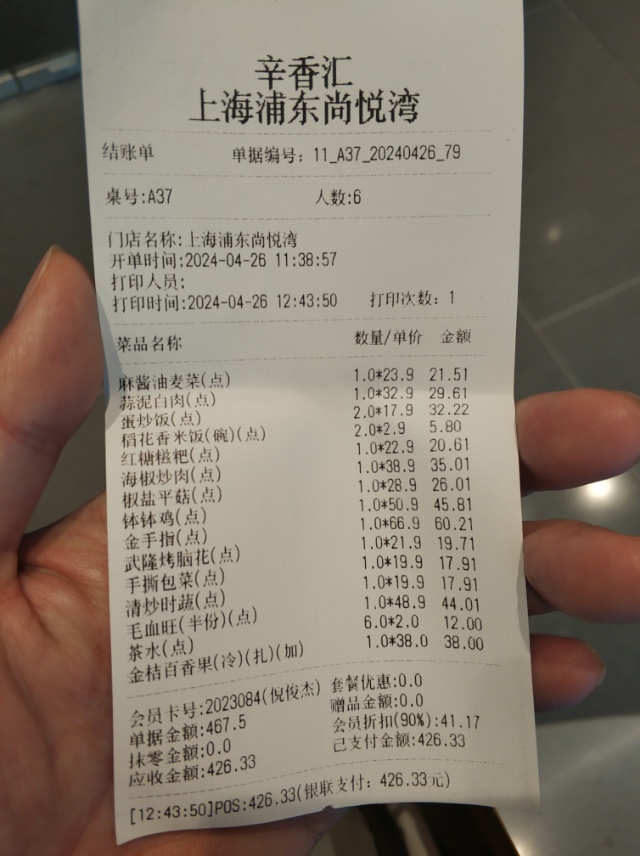 辛香汇
上海浦东尚悦湾
结账单 单据编号: 11_A37_20240426_79
桌号:A37 人数:6
门店名称:上海浦东尚悦湾
开单时间:2024-04-26 11:38:57
打印人员:
打印时间:2024-04-26 12:43:50 打印次数: 1
菜品名称 数量/单价 金额
麻酱油麦菜(点) 1.0*23.9 21.51
蒜泥白肉(点) 1.0*32.9 29.61
蛋炒饭(点) 2.0*17.9 32.22
稻花香米饭(碗)(点) 2.0*2.9 5.80
红糖糍粑(点) 1.0*22.9 20.61
海椒炒肉(点) 1.0*38.9 35.01
椒盐平菇(点) 1.0*28.9 26.01
钵钵鸡(点) 1.0*50.9 45.81
金手指(点) 1.0*66.9 60.21
武隆烤脑花(点) 1.0*21.9 19.71
手撕包菜(点) 1.0*19.9 17.91
清炒时蔬(点) 1.0*19.9 17.91
毛血旺(半份)(点) 1.0*48.9 44.01
茶水(点) 6.0*2.0 12.00
金桔百香果(冷)(扎)(加) 1.0*38.0 38.00
会员卡号:2023084(倪俊杰) 套餐优惠:0.0
单据金额:467.5 赠品金额:0.0
抹零金额:0.0 会员折扣(90%):41.17
应收金额:426.33 已支付金额:426.33
[12:43:50]POS:426.33(银联支付: 426.33元)